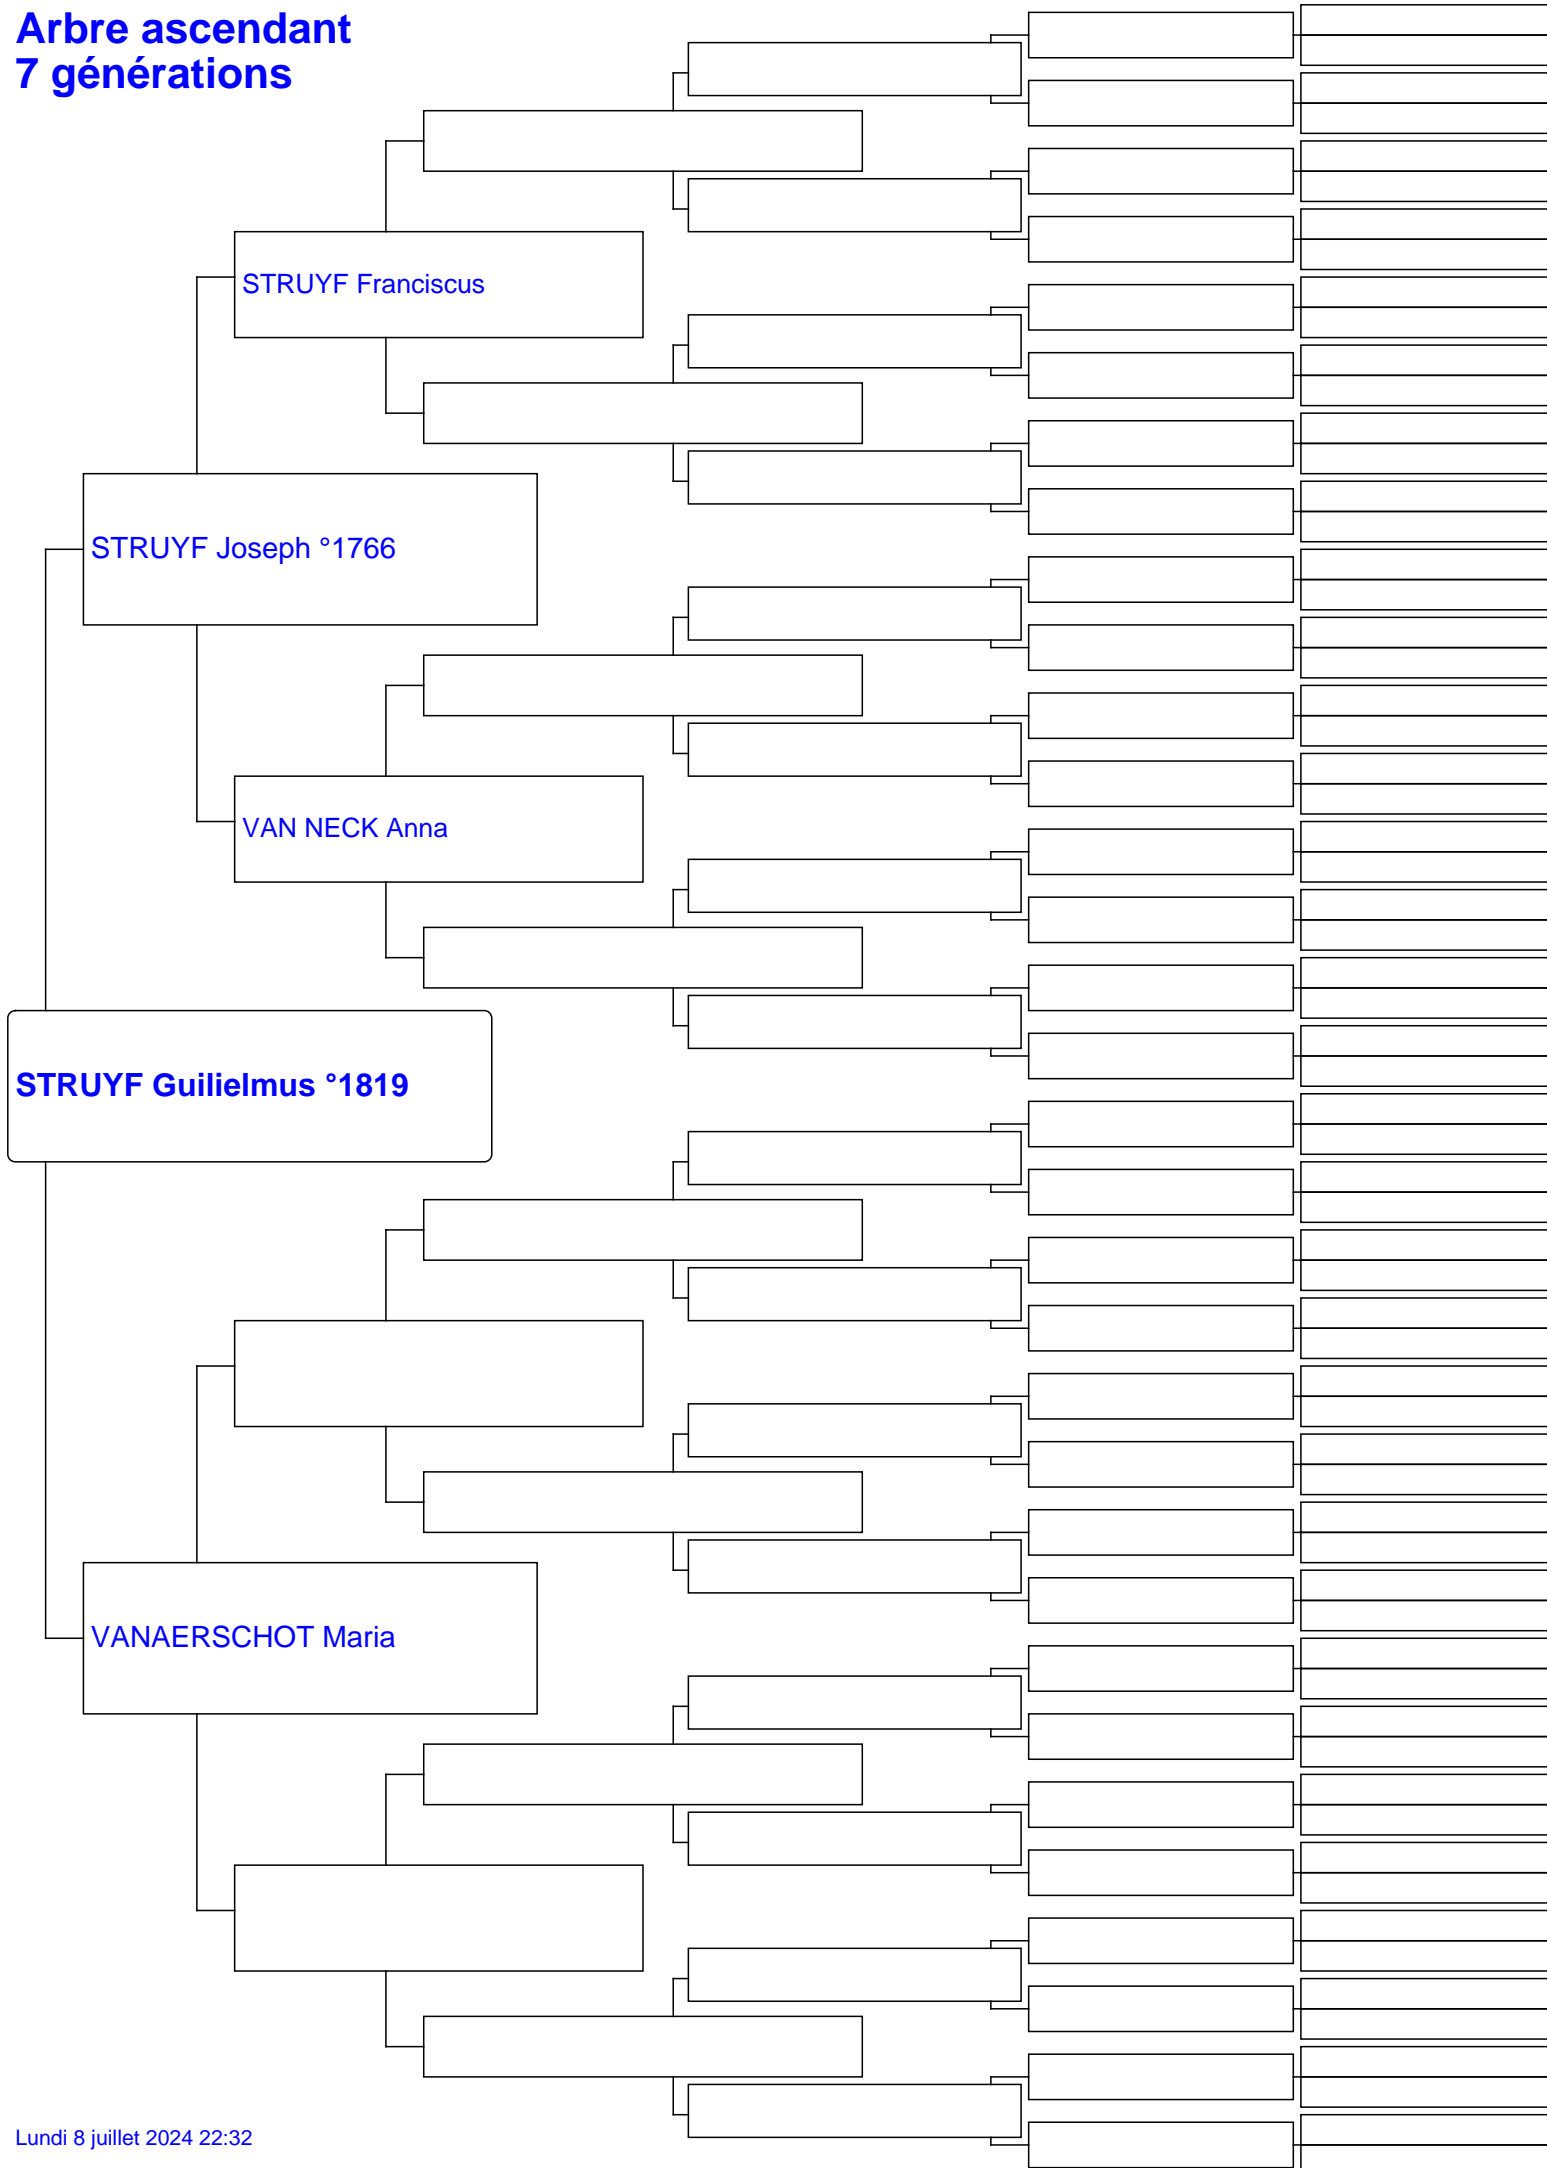 Arbre ascendant
7 générations
STRUYF Franciscus
STRUYF Joseph °1766
VAN NECK Anna
STRUYF Guilielmus °1819
VANAERSCHOT Maria
Lundi 8 juillet 2024 22:32